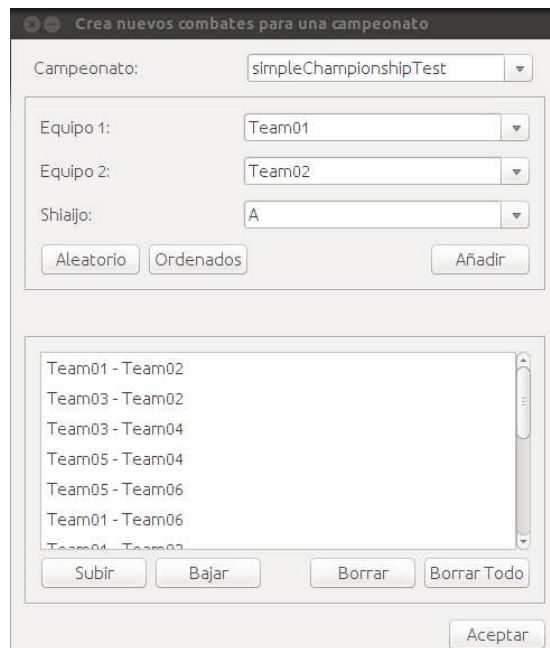 Crea nuevos combates para una campeonato
Campeonato: simpleChampionshipTest
Equipo 1: Team01
Equipo 2: Team02
Shiaijo: A
Aleatorio Ordenados Añadir
Team01 - Team02
Team03 - Team02
Team03 - Team04
Team05 - Team04
Team05 - Team06
Team01 - Team06
Subir Bajar Borrar Borrar Todo
Aceptar